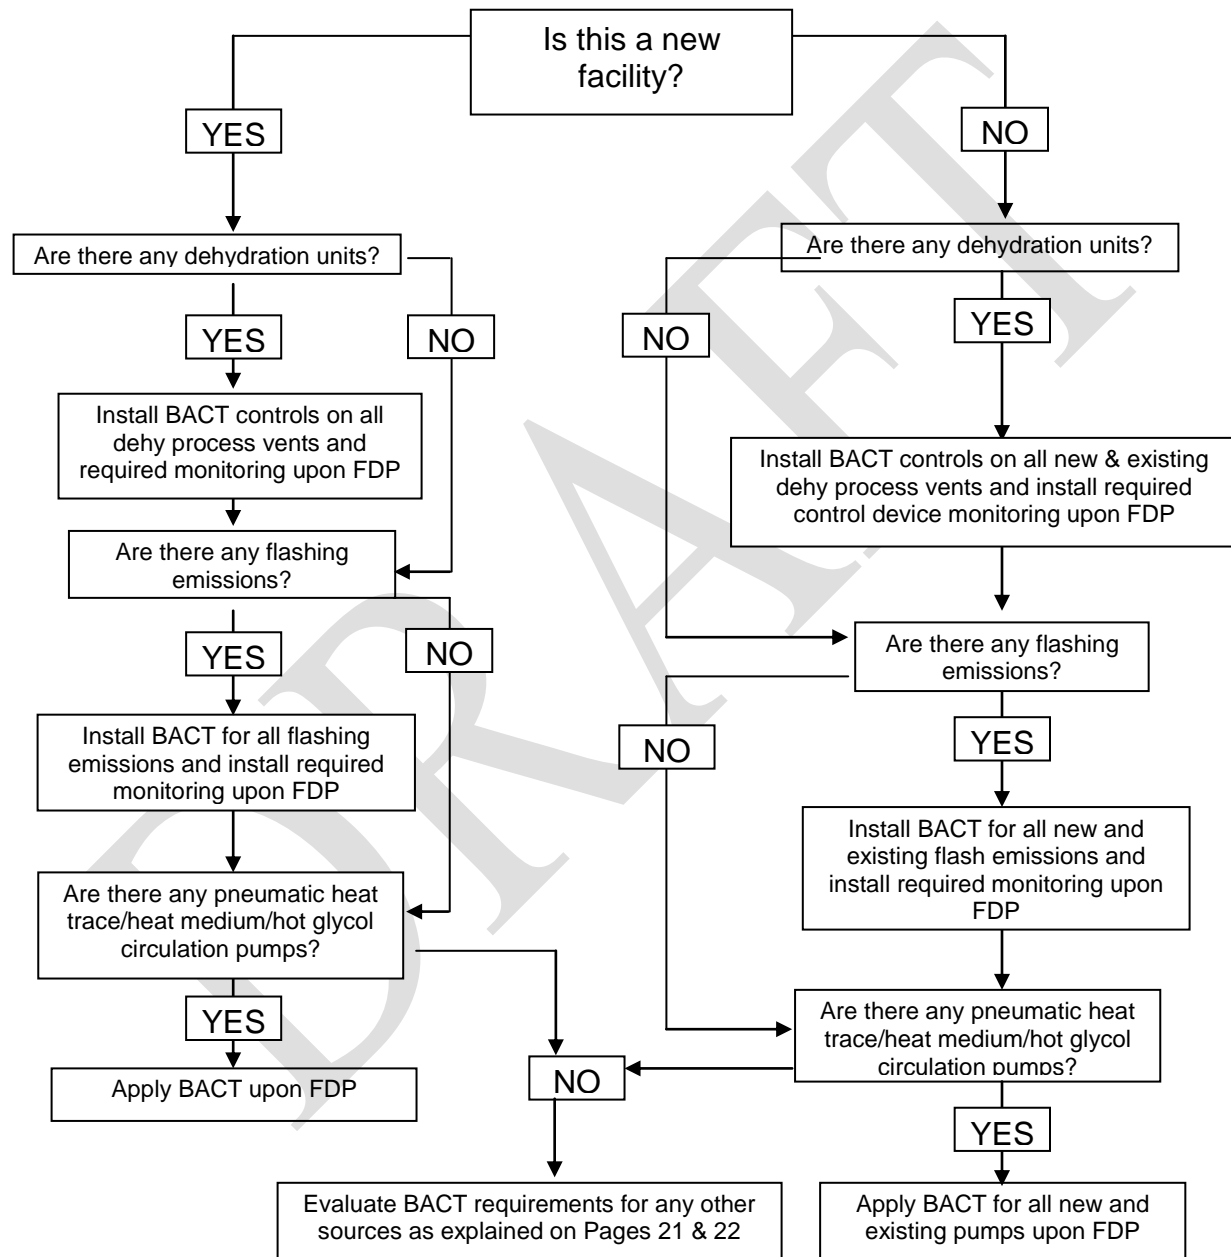 Is this a new
facility?
YES
NO
Are there any dehydration units?
Are there any dehydration units?
YES
NO
NO
YES
Install BACT controls on all
dehy process vents and
required monitoring upon FDP
Install BACT controls on all new & existing
dehy process vents and install required
control device monitoring upon FDP
Are there any flashing
emissions?
Are there any flashing
emissions?
YES
NO
NO
YES
Install BACT for all flashing
emissions and install required
monitoring upon FDP
Install BACT for all new and
existing flash emissions and
install required monitoring upon
FDP
Are there any pneumatic heat
trace/heat medium/hot glycol
circulation pumps?
Are there any pneumatic heat
trace/heat medium/hot glycol
circulation pumps?
YES
NO
YES
Apply BACT upon FDP
Evaluate BACT requirements for any other
sources as explained on Pages 21 & 22
Apply BACT for all new and
existing pumps upon FDP
DRAFT